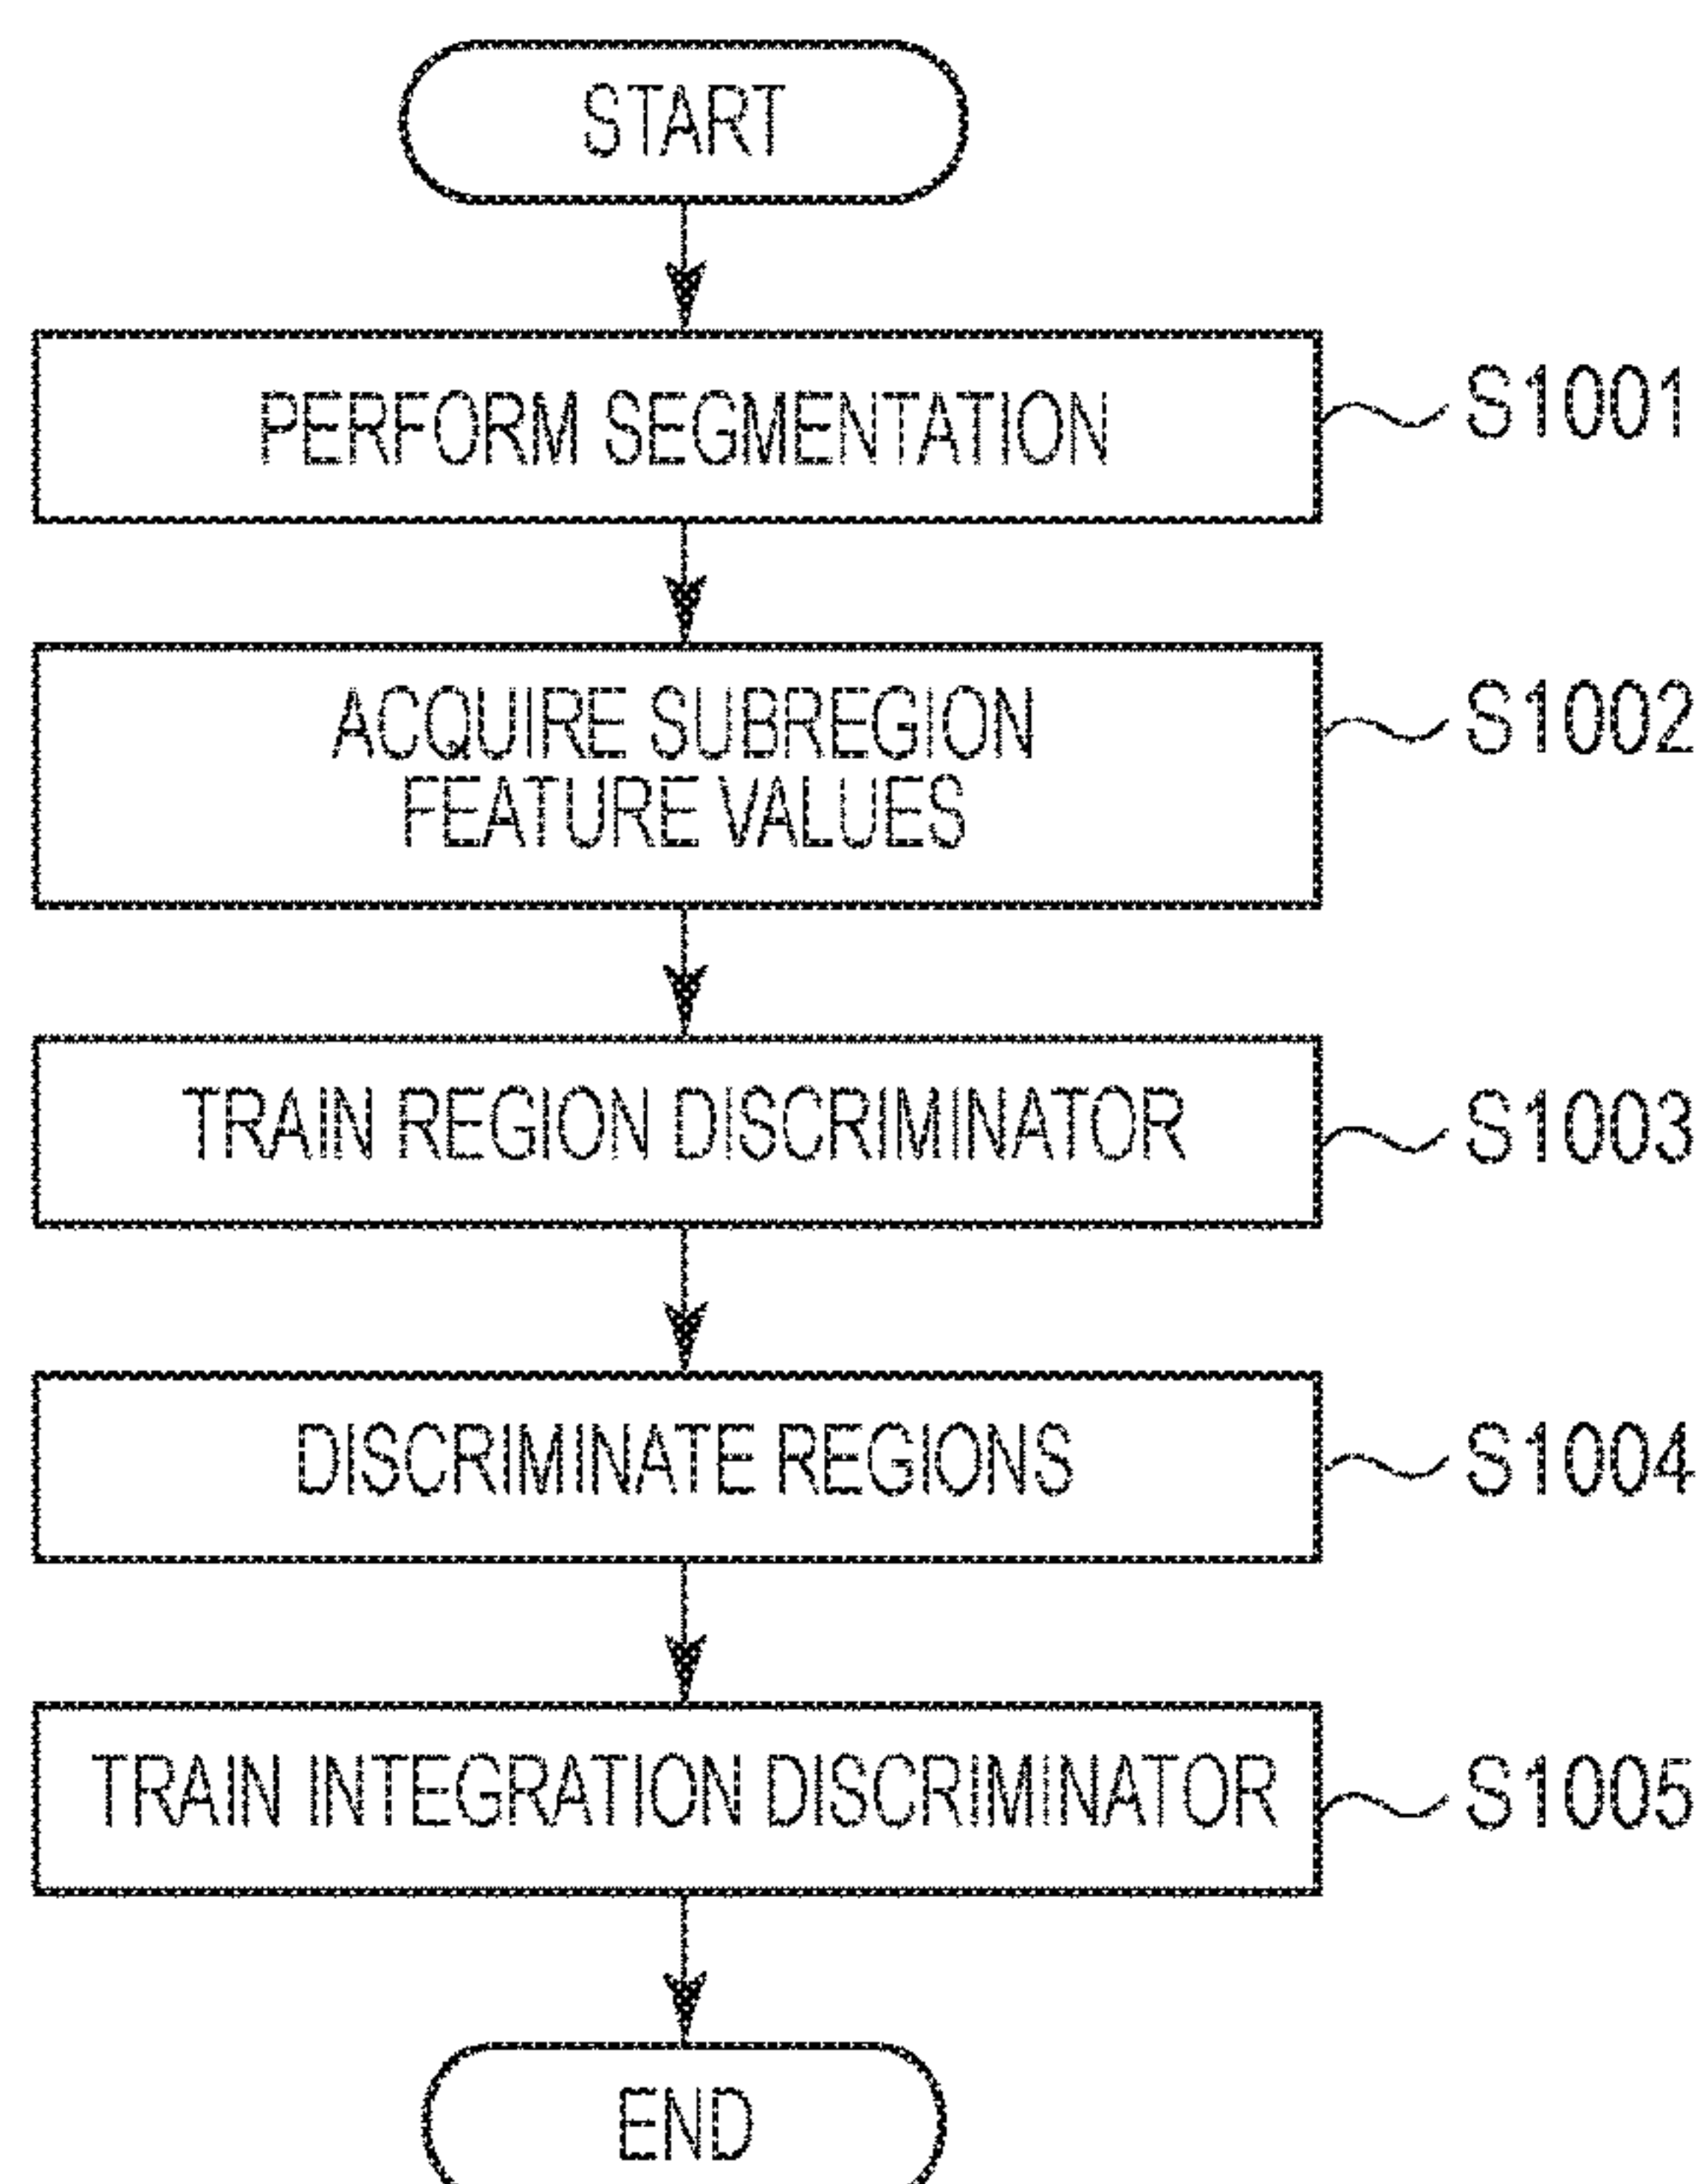 START
PERFORM SEGMENTATION
S1001
ACQUIRE SUBREGION
FEATURE VALUES
S1002
TRAIN REGION DISCRIMINATOR
S1003
DISCRIMINATE REGIONS
S1004
TRAIN INTEGRATION DISCRIMINATOR
S1005
END